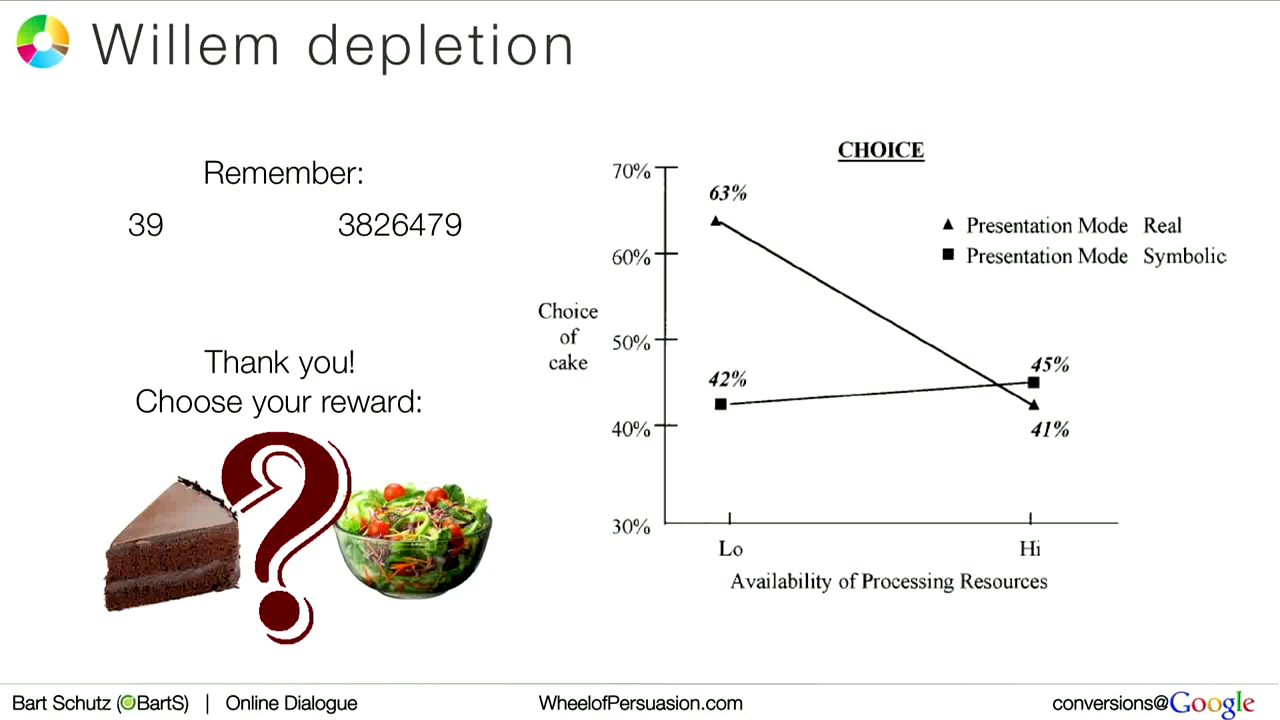 Willem depletion
Remember:
39 3826479
Thank you!
Choose your reward:
CHOICE
70%
60%
50%
40%
30%
Choice
of
cake
63%
42%
45%
41%
Presentation Mode Real
Presentation Mode Symbolic
Lo Hi
Availability of Processing Resources
Bart Schutz (@BartS) | Online Dialogue
WheelofPersuasion.com
conversions@Google